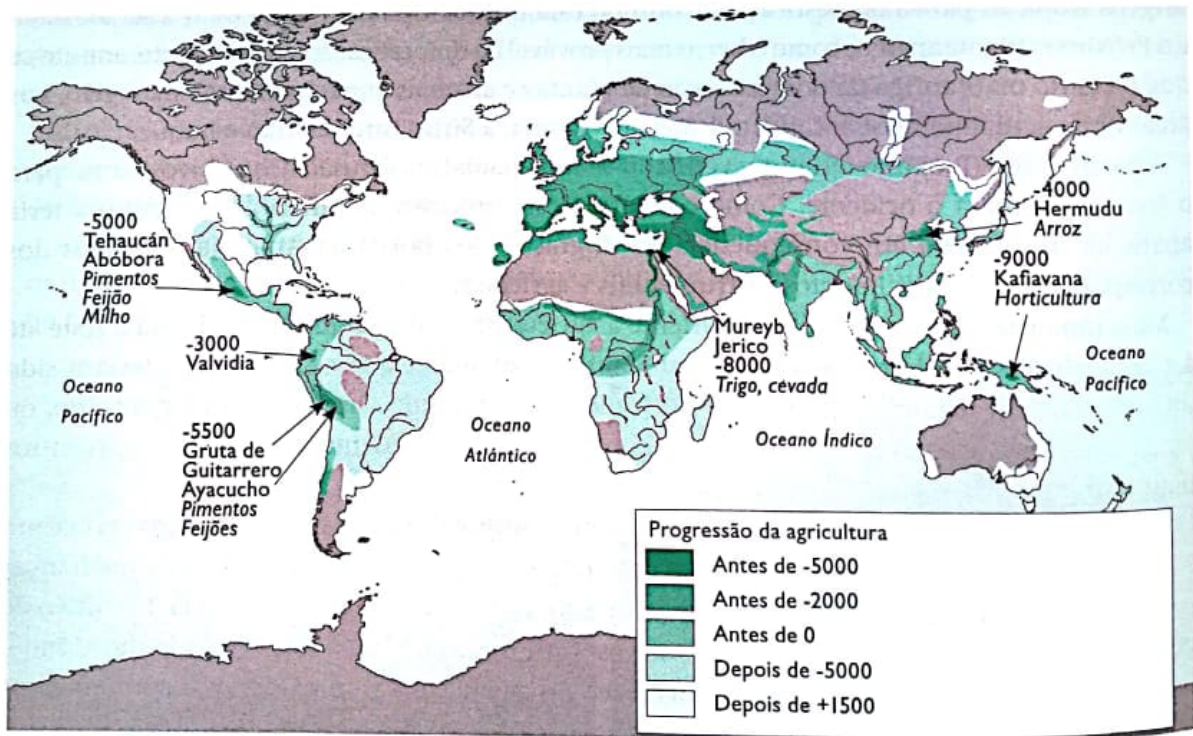 -5000
Tehaucán
Abóbora
Pimentos
Feijão
Milho
-3000
Valvidia
Oceano
Pacífico
-5500
Gruta de
Guitarrero
Ayacucho
Pimentos
Feijões
Oceano
Atlântico
Mureyb
Jerico
-8000
Trigo, cevada
Oceano Índico
-4000
Hermudu
Arroz
-9000
Kafiavana
Horticultura
Oceano
Pacífico
Progressão da agricultura
Antes de -5000
Antes de -2000
Antes de 0
Depois de -5000
Depois de +1500